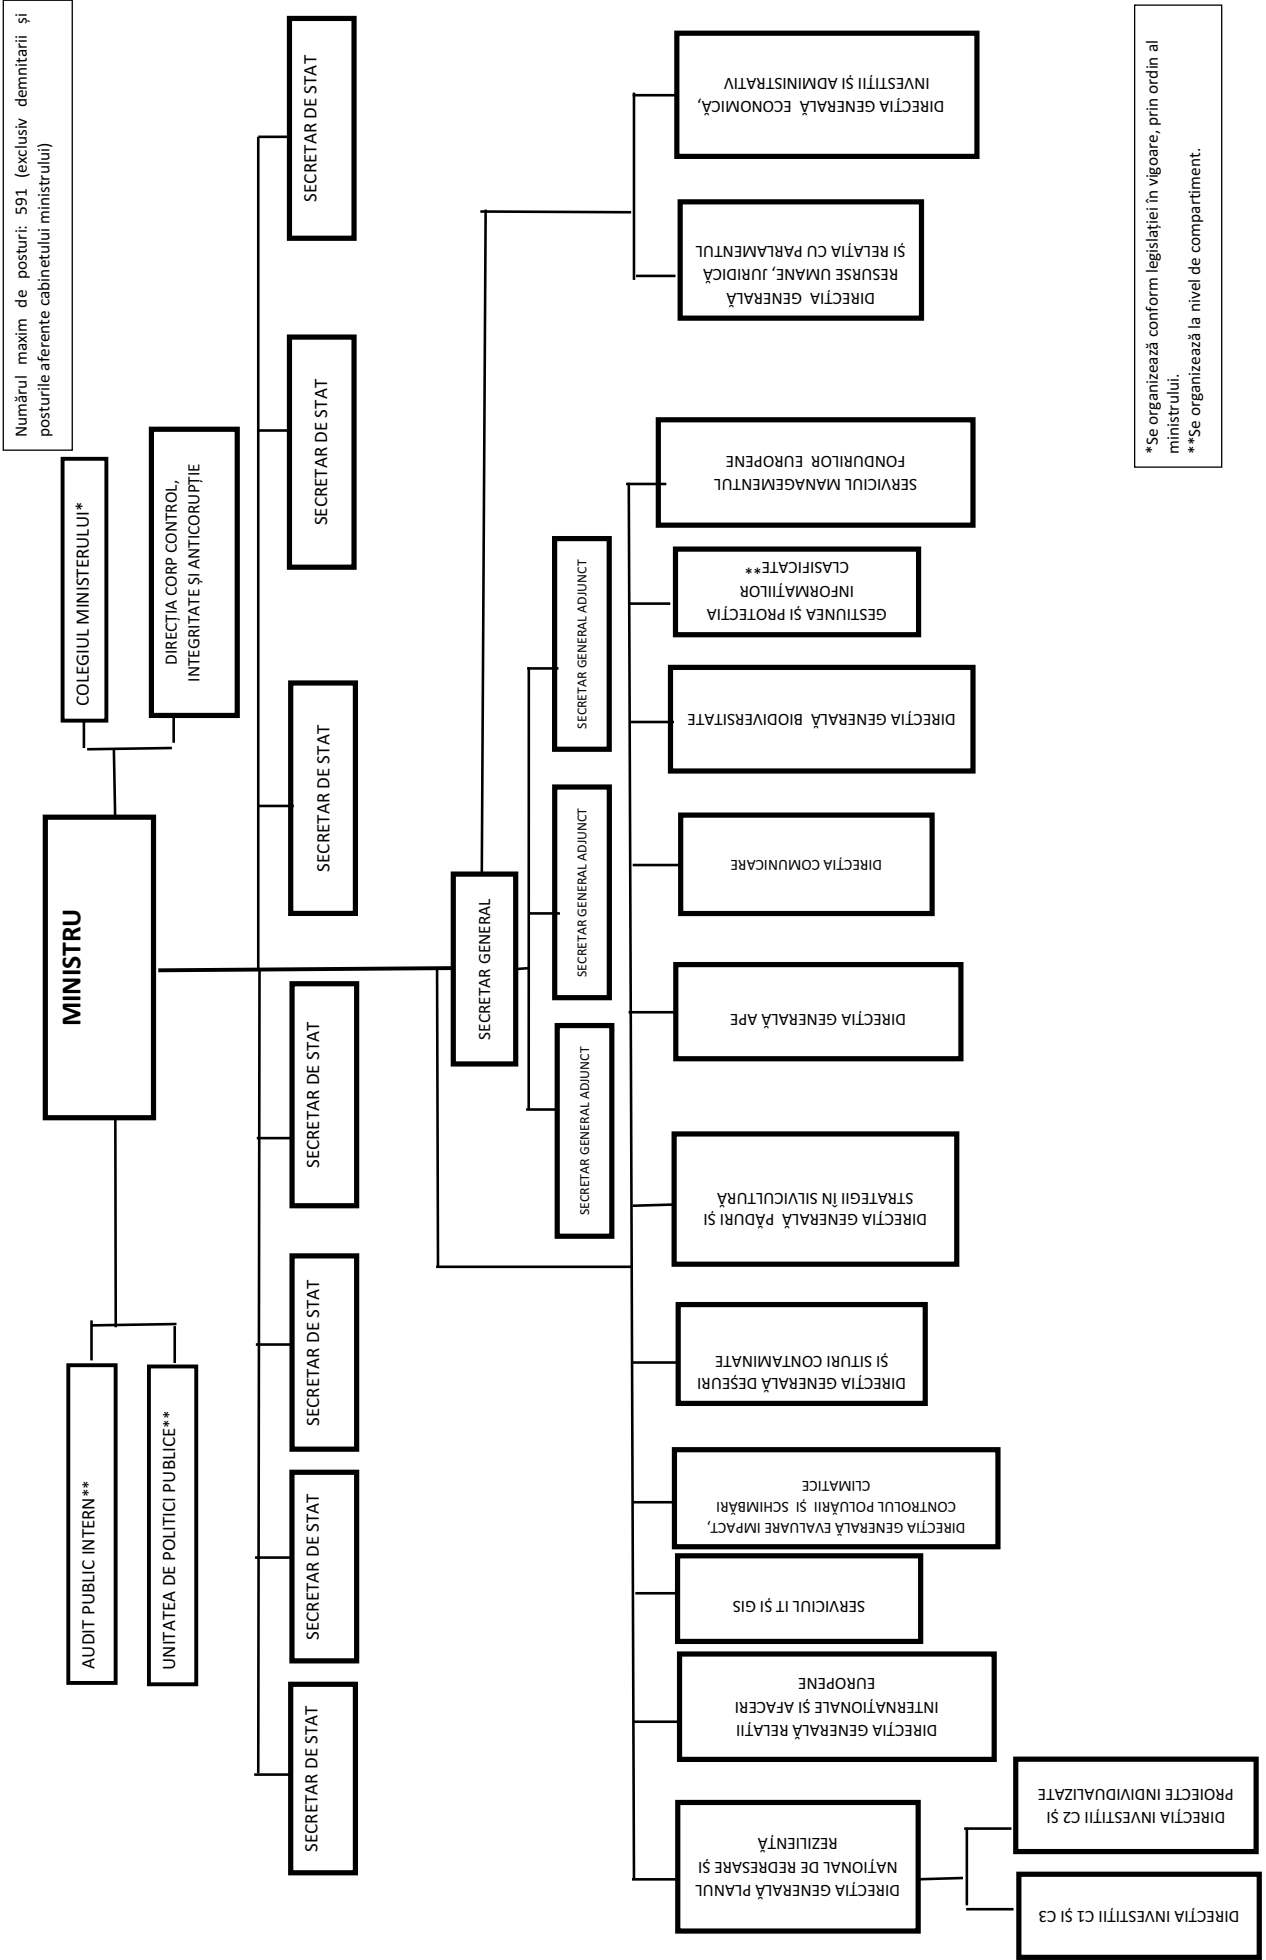 Numărul maxim de posturi: 591 (exclusiv demnitarii și
posturile aferente cabinetului ministrului)
MINISTRU
AUDIT PUBLIC INTERN**
UNITATEA DE POLITICI PUBLICE**
COLEGIUL MINISTERULUI*
DIRECȚIA CORP CONTROL,
INTEGRITATE ȘI ANTICORUPȚIE
SECRETAR DE STAT
SECRETAR DE STAT
SECRETAR DE STAT
SECRETAR DE STAT
SECRETAR DE STAT
SECRETAR DE STAT
SECRETAR DE STAT
SECRETAR GENERAL
SECRETAR GENERAL ADJUNCT
SECRETAR GENERAL ADJUNCT
SECRETAR GENERAL ADJUNCT
DIRECȚIA GENERALĂ PLANUL
NAȚIONAL DE REDRESARE ȘI
REZILIENȚĂ
DIRECȚIA GENERALĂ RELAȚII
INTERNAȚIONALE ȘI AFACERI
EUROPENE
SERVICIUL IT ȘI GIS
DIRECȚIA GENERALĂ EVALUARE IMPACT,
CONTROLUL POLUĂRII ȘI SCHIMBĂRI
CLIMATICE
DIRECȚIA GENERALĂ DEȘEURI
ȘI SITURI CONTAMINATE
DIRECȚIA GENERALĂ PĂDURI ȘI
STRATEGII ÎN SILVICULTURĂ
DIRECȚIA GENERALĂ APE
DIRECȚIA COMUNICARE
DIRECȚIA GENERALĂ BIODIVERSITATE
GESTIUNEA ȘI PROTECȚIA
INFORMAȚIILOR
CLASIFICATE**
SERVICIUL MANAGEMENTUL
FONDURILOR EUROPENE
DIRECȚIA GENERALĂ
RESURSE UMANE, JURIDICĂ
ȘI RELAȚIA CU PARLAMENTUL
DIRECȚIA GENERALĂ ECONOMICĂ,
INVESTIȚII ȘI ADMINISTRATIV
DIRECȚIA INVESTIȚII C1 ȘI C3
DIRECȚIA INVESTIȚII C2 ȘI
PROIECTE INDIVIDUALIZATE
*Se organizează conform legislației în vigoare, prin ordin al
ministrului.
**Se organizează la nivel de compartiment.